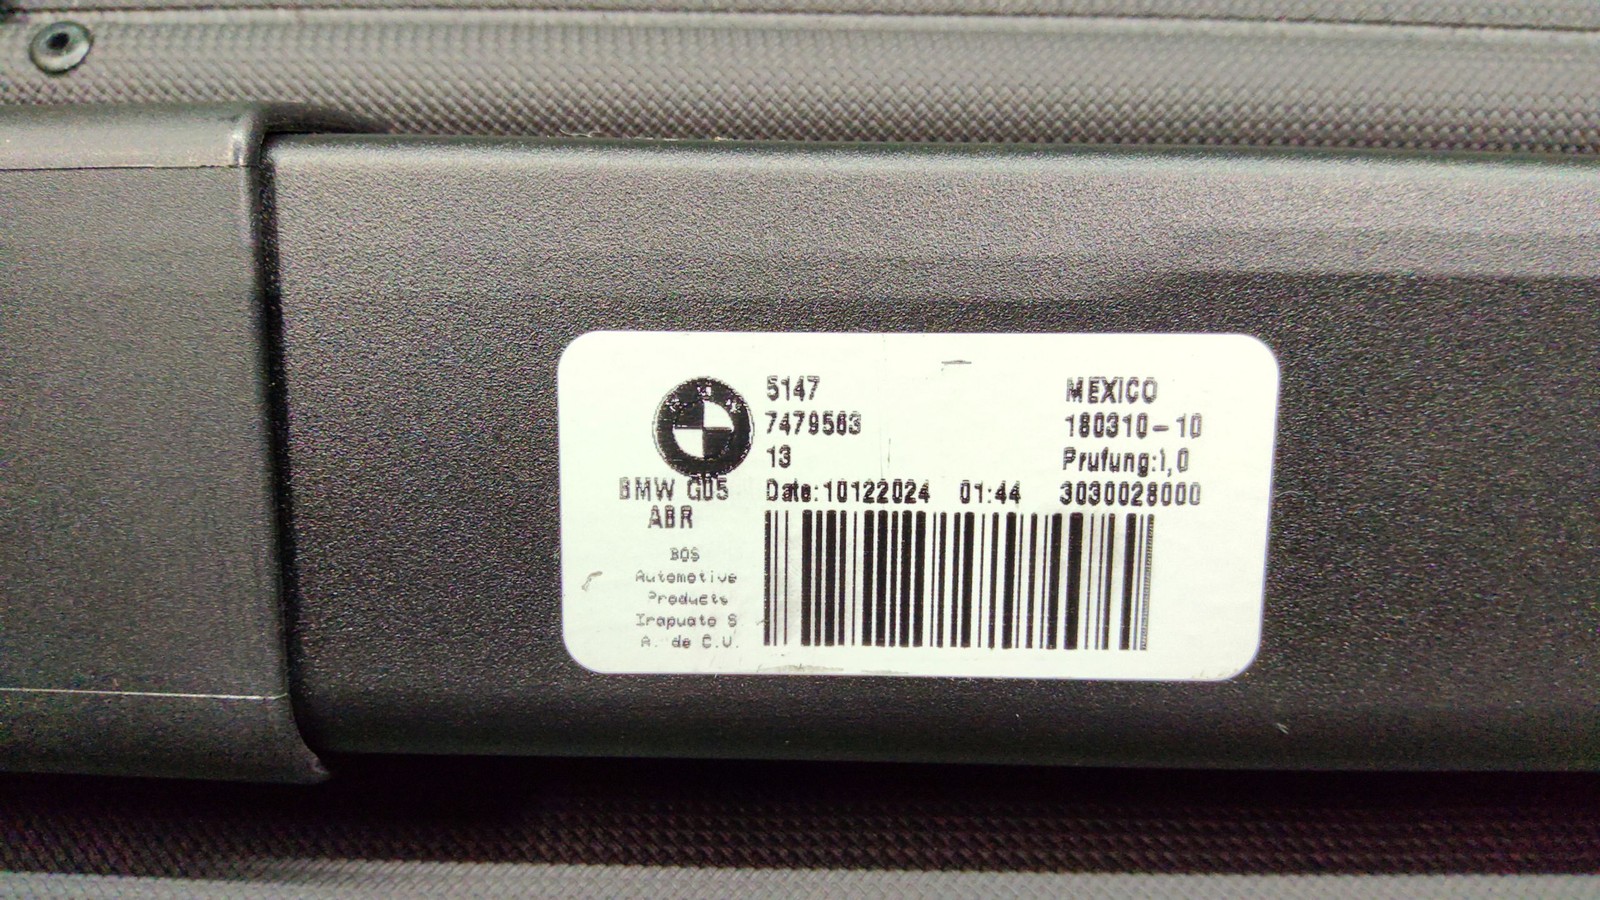 5147
7479563
13
MEXICO
180310-10
Prufung:1,0
BMW G05
ABR
Date:10122024 01:44 3030028000
BOS
Automotive
Products
Irapuato S
A. de C.V.